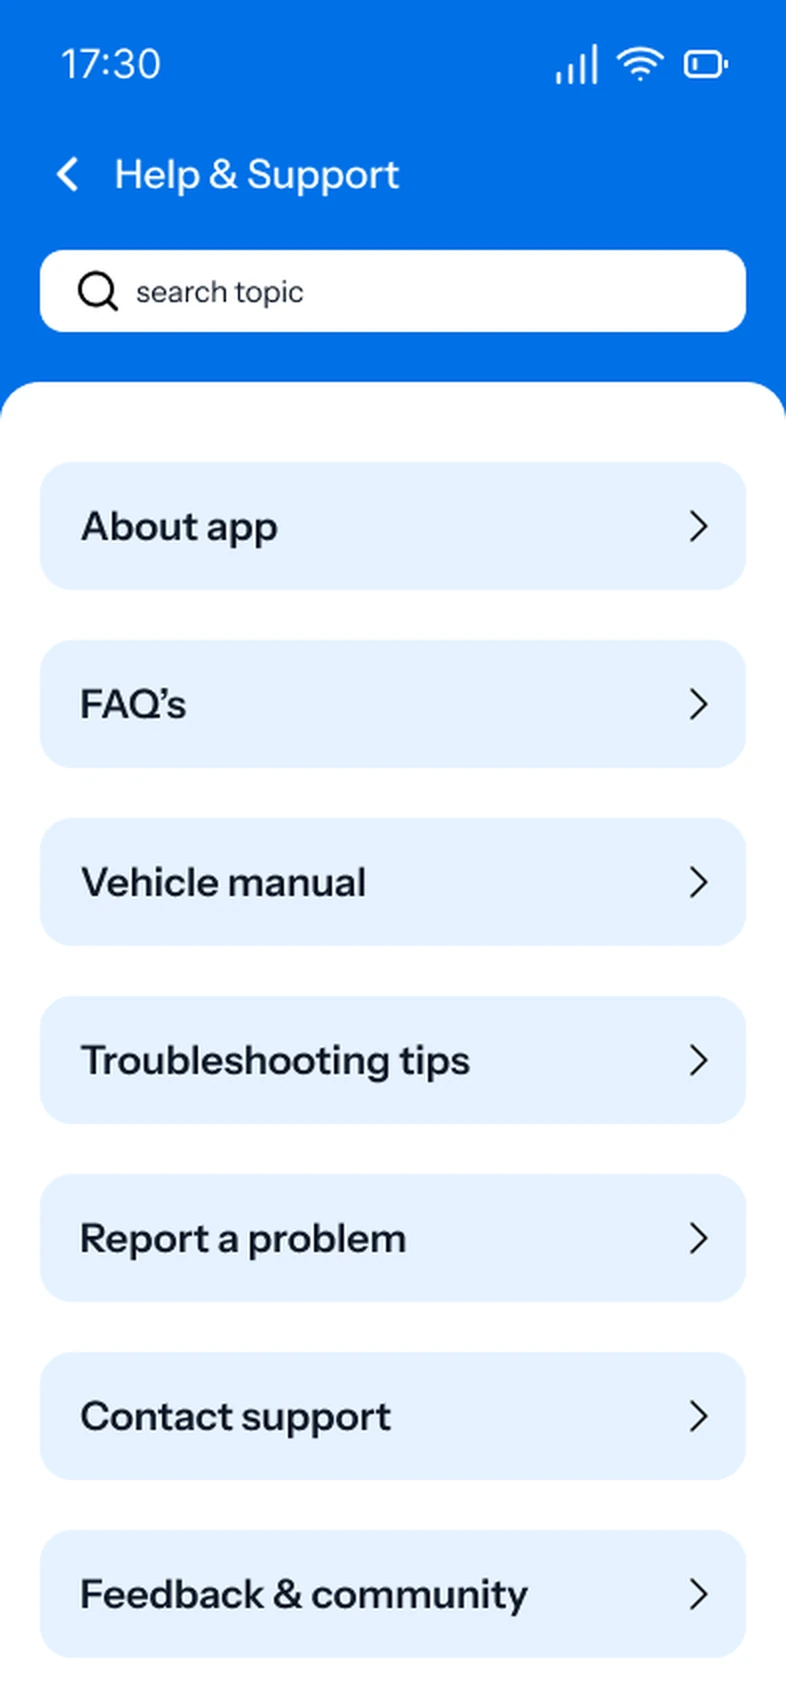 17:30
Help & Support
search topic
About app
FAQ’s
Vehicle manual
Troubleshooting tips
Report a problem
Contact support
Feedback & community